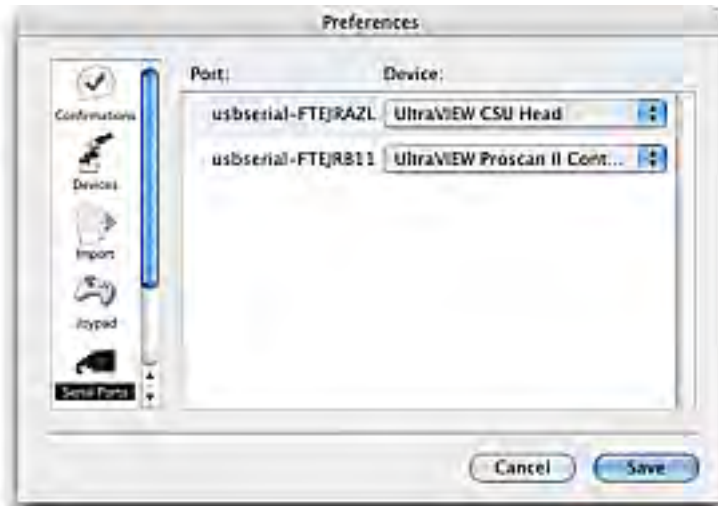 Preferences
Port: Device:
Confirmations
usbserial-FTEJRAZL UltraVIEW CSU Head
usbserial-FTEJRB11 UltraVIEW Proscan II Cont...
Devices
Import
Joypad
Serial Ports
Cancel Save